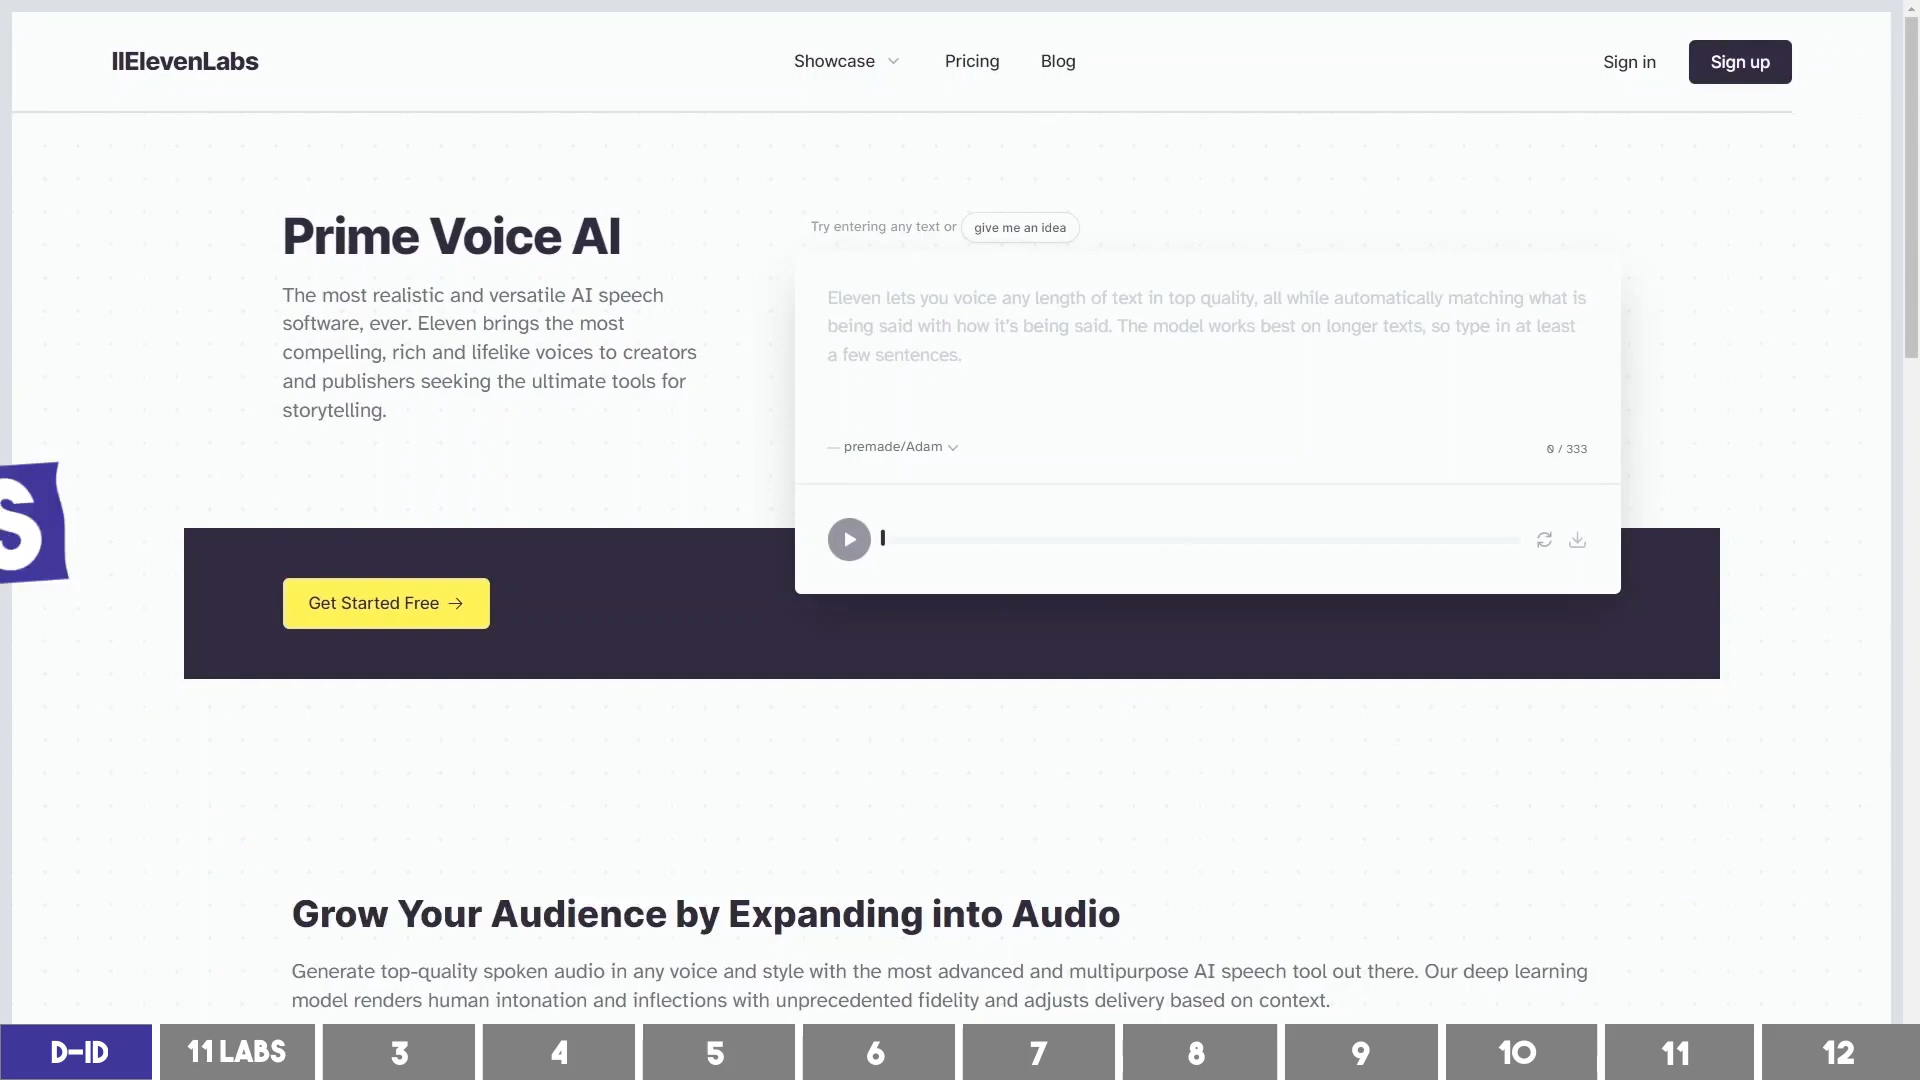 IIElevenLabs
Showcase
Pricing
Blog
Sign in
Sign up
Prime Voice AI
The most realistic and versatile AI speech
software, ever. Eleven brings the most
compelling, rich and lifelike voices to creators
and publishers seeking the ultimate tools for
storytelling.
Try entering any text or give me an idea
Eleven lets you voice any length of text in top quality, all while automatically matching what is
being said with how it’s being said. The model works best on longer texts, so type in at least
a few sentences.
— premade/Adam
0 / 333
S
Get Started Free →
Grow Your Audience by Expanding into Audio
Generate top-quality spoken audio in any voice and style with the most advanced and multipurpose AI speech tool out there. Our deep learning
model renders human intonation and inflections with unprecedented fidelity and adjusts delivery based on context.
D-ID
11 LABS
3
4
5
6
7
8
9
10
11
12